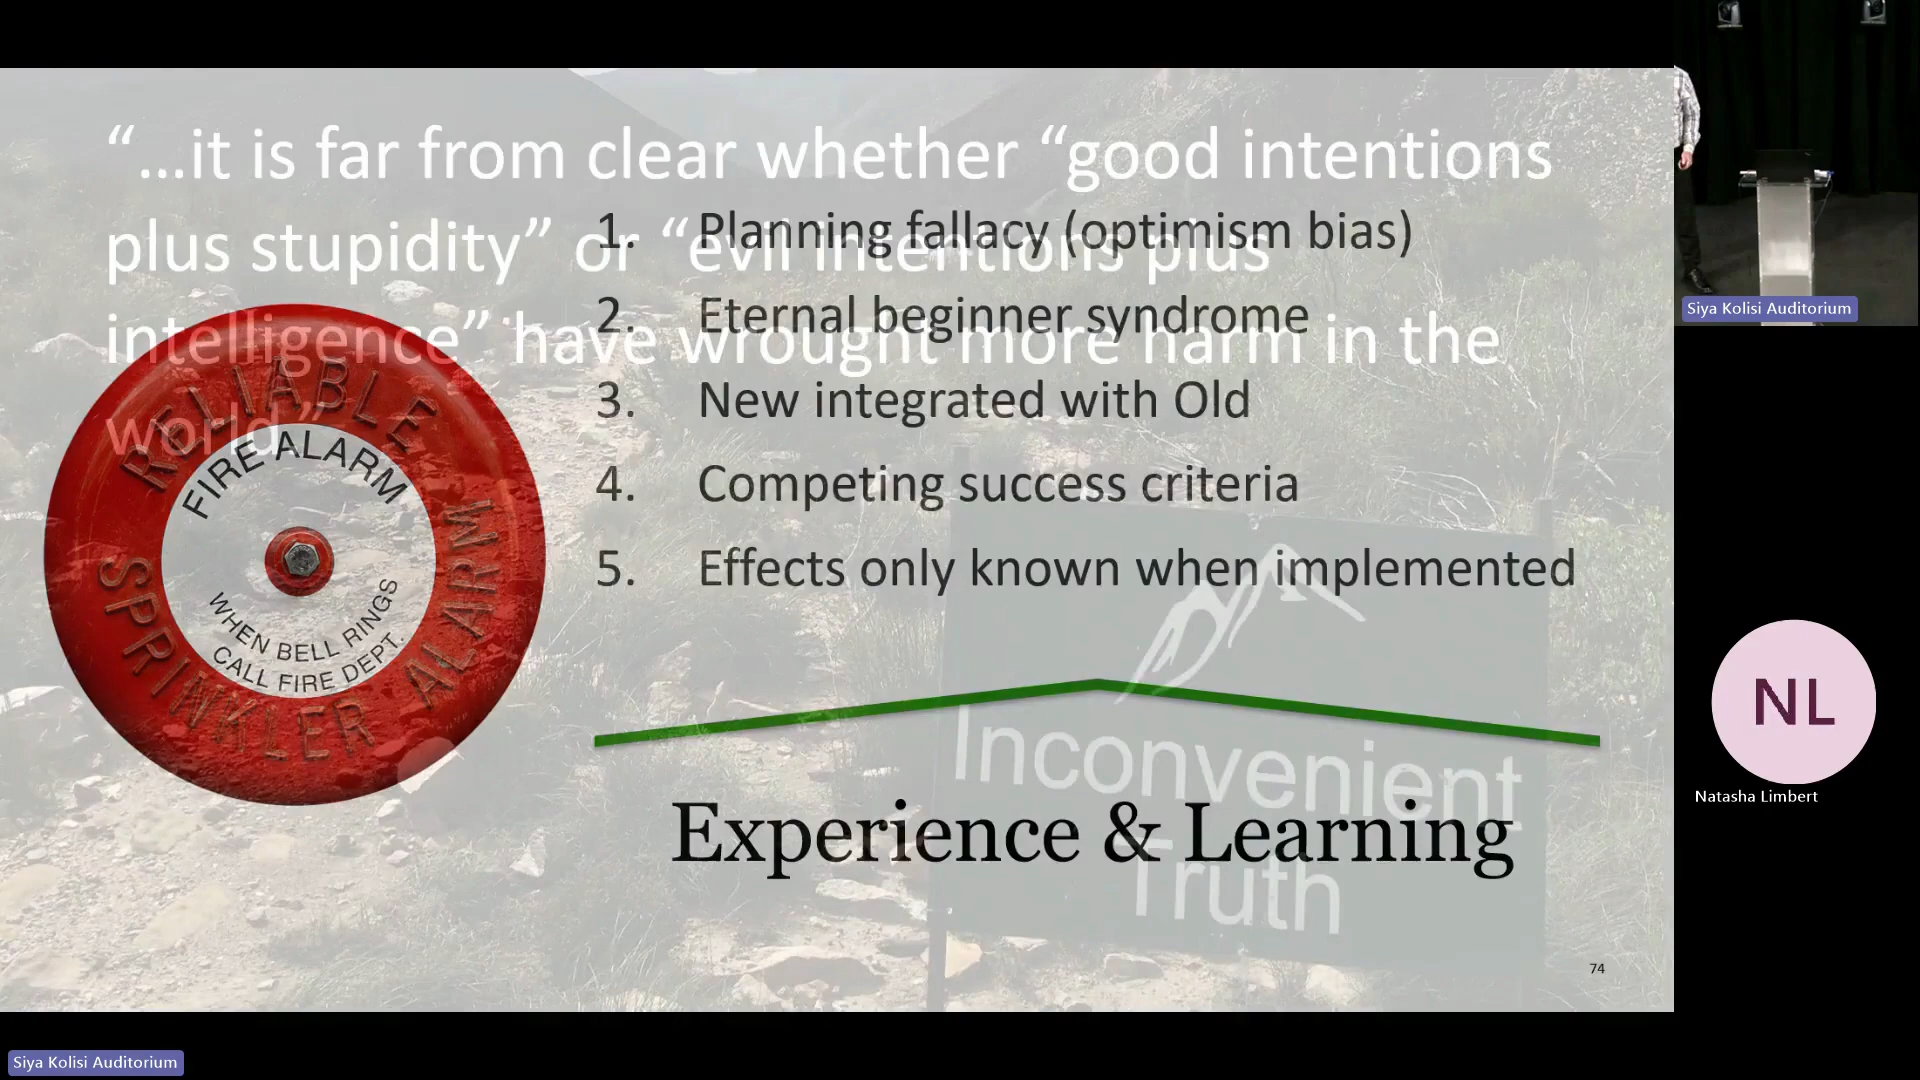 “...it is far from clear whether “good intentions
plus stupidity” or “evil intentions plus
intelligence” have wrought more harm in the
world”
1. Planning fallacy (optimism bias)
2. Eternal beginner syndrome
3. New integrated with Old
4. Competing success criteria
5. Effects only known when implemented
RELIABLE
FIRE ALARM
WHEN BELL RINGS
CALL FIRE DEPT.
SPRINKLER ALARM
Inconvenient
Truth
Experience & Learning
74
Siya Kolisi Auditorium
NL
Natasha Limbert
Siya Kolisi Auditorium